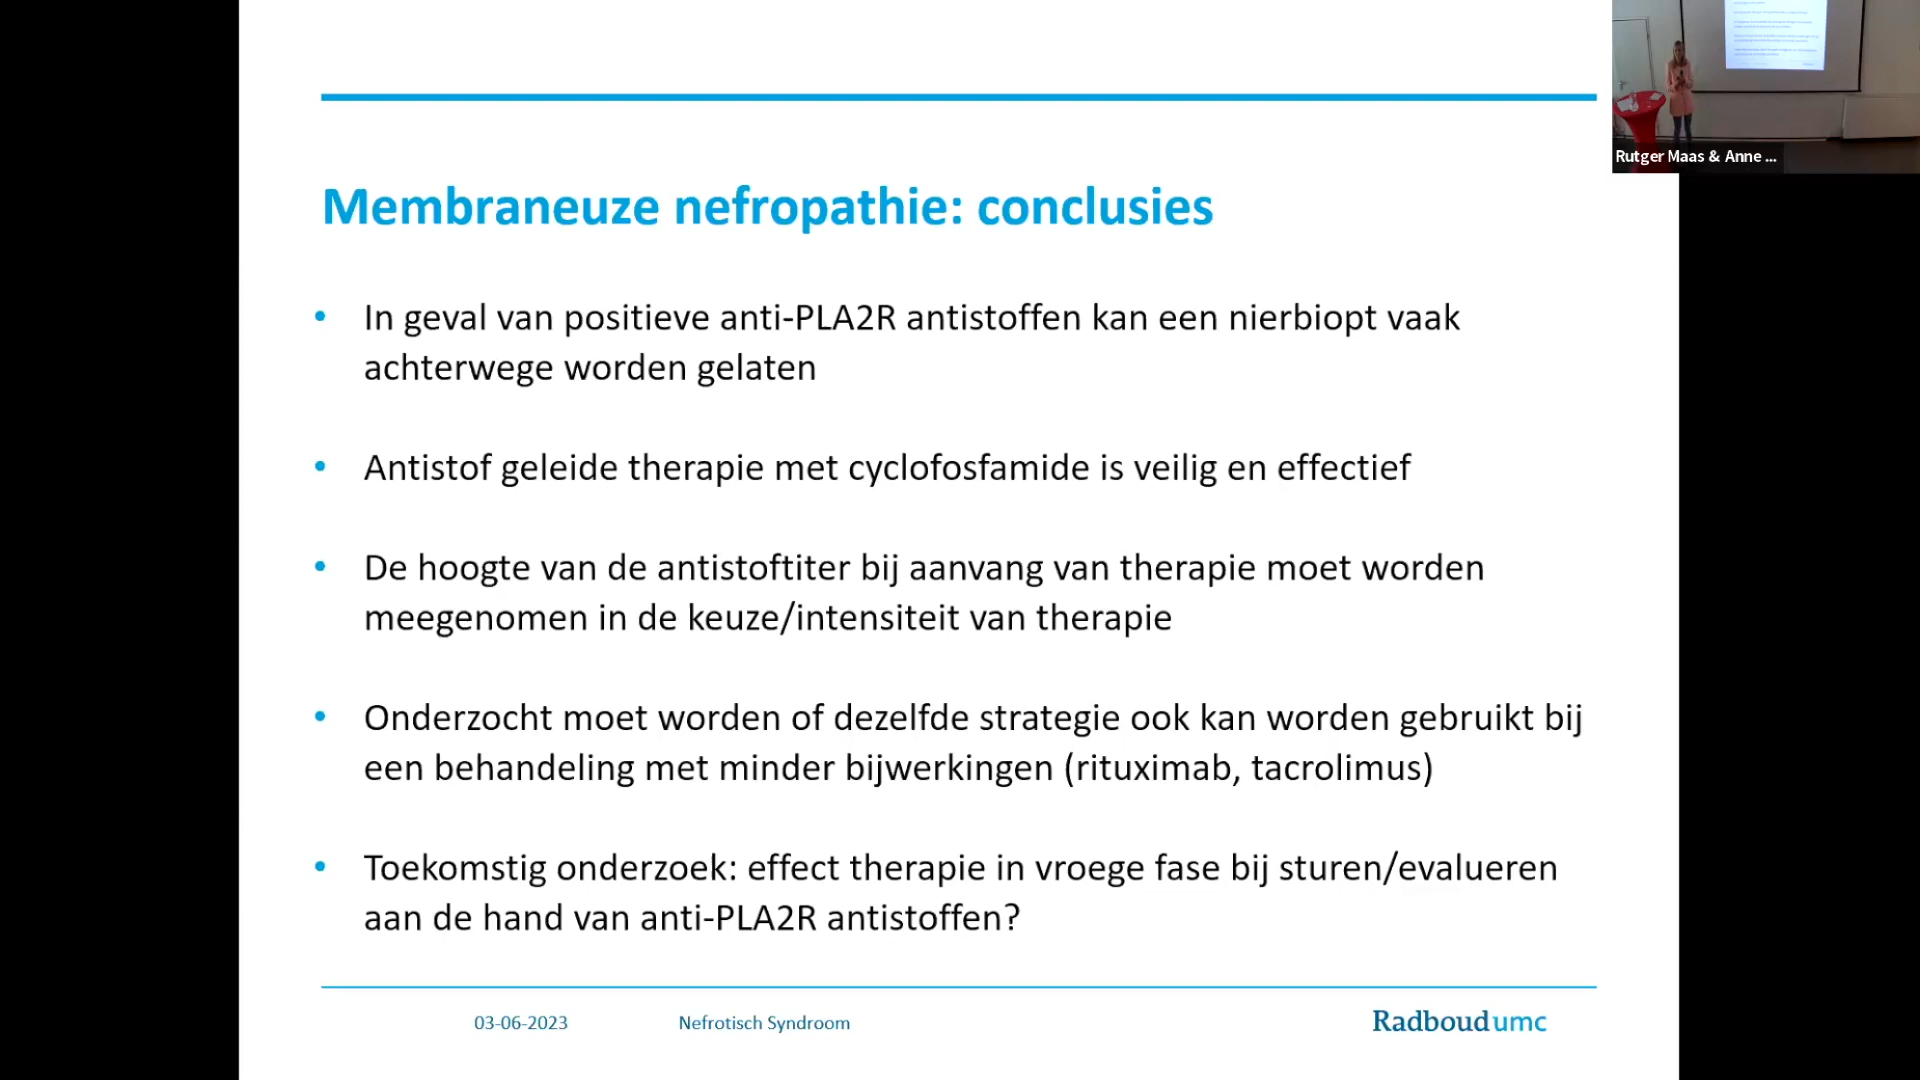 Rutger Maas & Anne ...
Membraneuze nefropathie: conclusies
• In geval van positieve anti-PLA2R antistoffen kan een nierbiopt vaak
achterwege worden gelaten
• Antistof geleide therapie met cyclofosfamide is veilig en effectief
• De hoogte van de antistoftiter bij aanvang van therapie moet worden
meegenomen in de keuze/intensiteit van therapie
• Onderzocht moet worden of dezelfde strategie ook kan worden gebruikt bij
een behandeling met minder bijwerkingen (rituximab, tacrolimus)
• Toekomstig onderzoek: effect therapie in vroege fase bij sturen/evalueren
aan de hand van anti-PLA2R antistoffen?
03-06-2023 Nefrotisch Syndroom Radboudumc